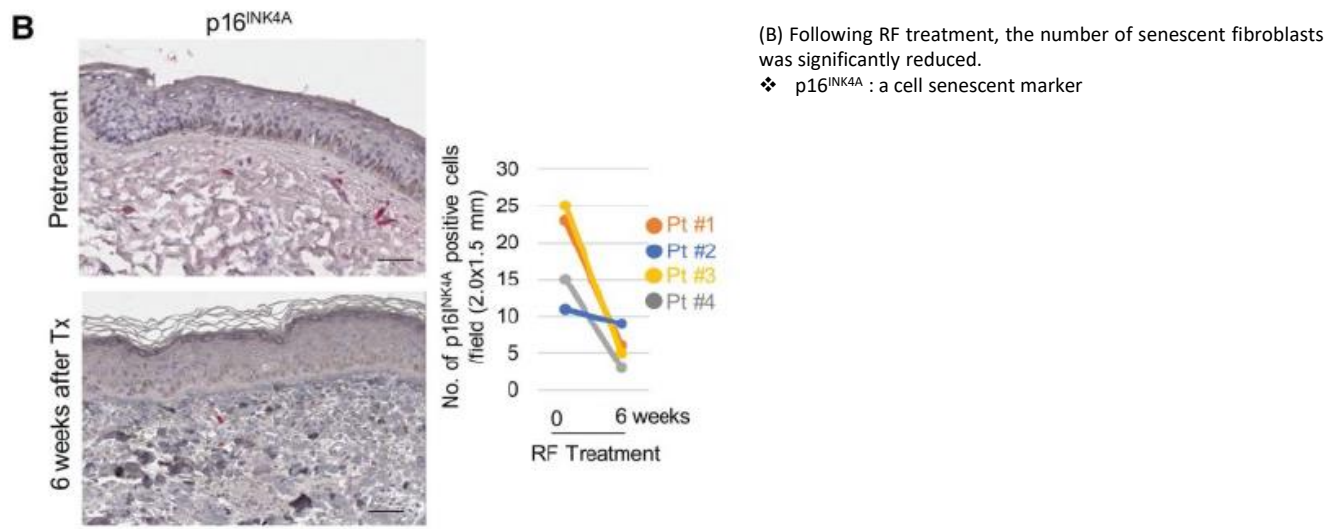 B
p16INK4A
Pretreatment
6 weeks after Tx
No. of p16INK4A positive cells
/field (2.0x1.5 mm)
30
25
20
15
10
5
0
Pt #1
Pt #2
Pt #3
Pt #4
0
6 weeks
RF Treatment
(B) Following RF treatment, the number of senescent fibroblasts
was significantly reduced.
❖ p16INK4A : a cell senescent marker